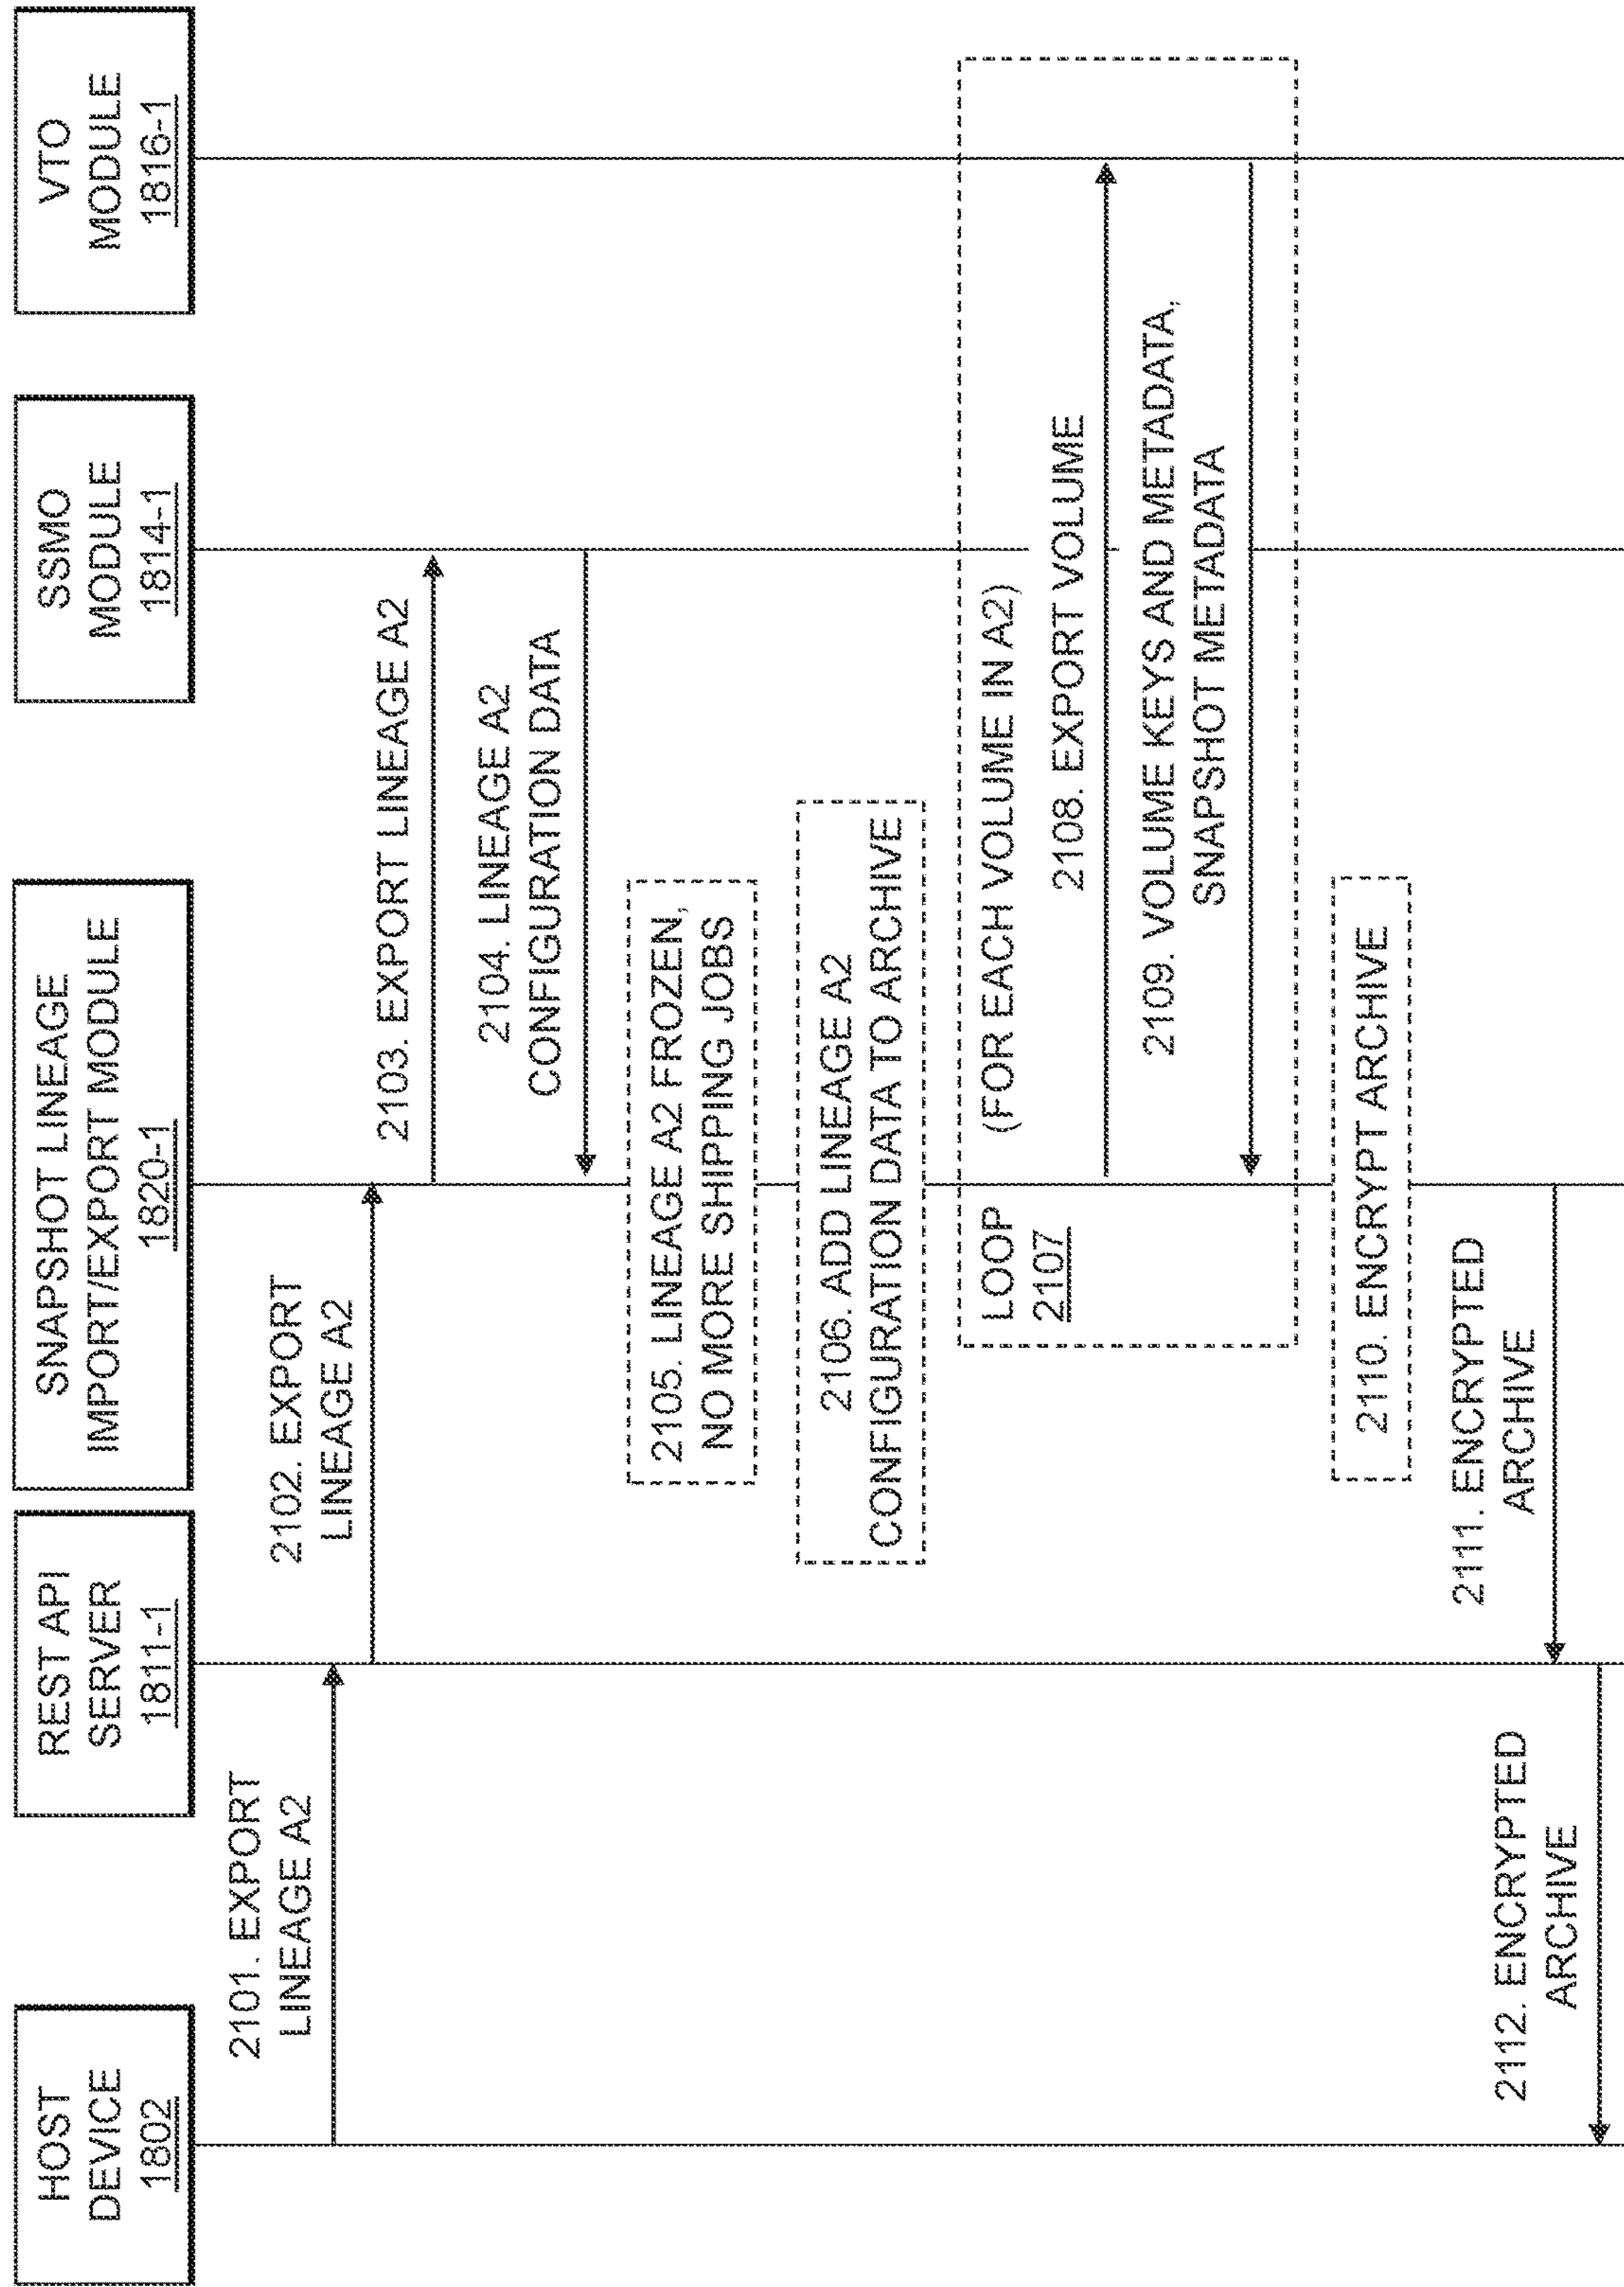 HOST
DEVICE
1802
REST API
SERVER
1811-1
SNAPSHOT LINEAGE
IMPORT/EXPORT MODULE
1820-1
SSMO
MODULE
1814-1
VTO
MODULE
1816-1
2101. EXPORT
LINEAGE A2
2102. EXPORT
LINEAGE A2
2103. EXPORT LINEAGE A2
2104. LINEAGE A2
CONFIGURATION DATA
2105. LINEAGE A2 FROZEN,
NO MORE SHIPPING JOBS
2106. ADD LINEAGE A2
CONFIGURATION DATA TO ARCHIVE
LOOP
2107
(FOR EACH VOLUME IN A2)
2108. EXPORT VOLUME
2109. VOLUME KEYS AND METADATA,
SNAPSHOT METADATA
2110. ENCRYPT ARCHIVE
2111. ENCRYPTED
ARCHIVE
2112. ENCRYPTED
ARCHIVE